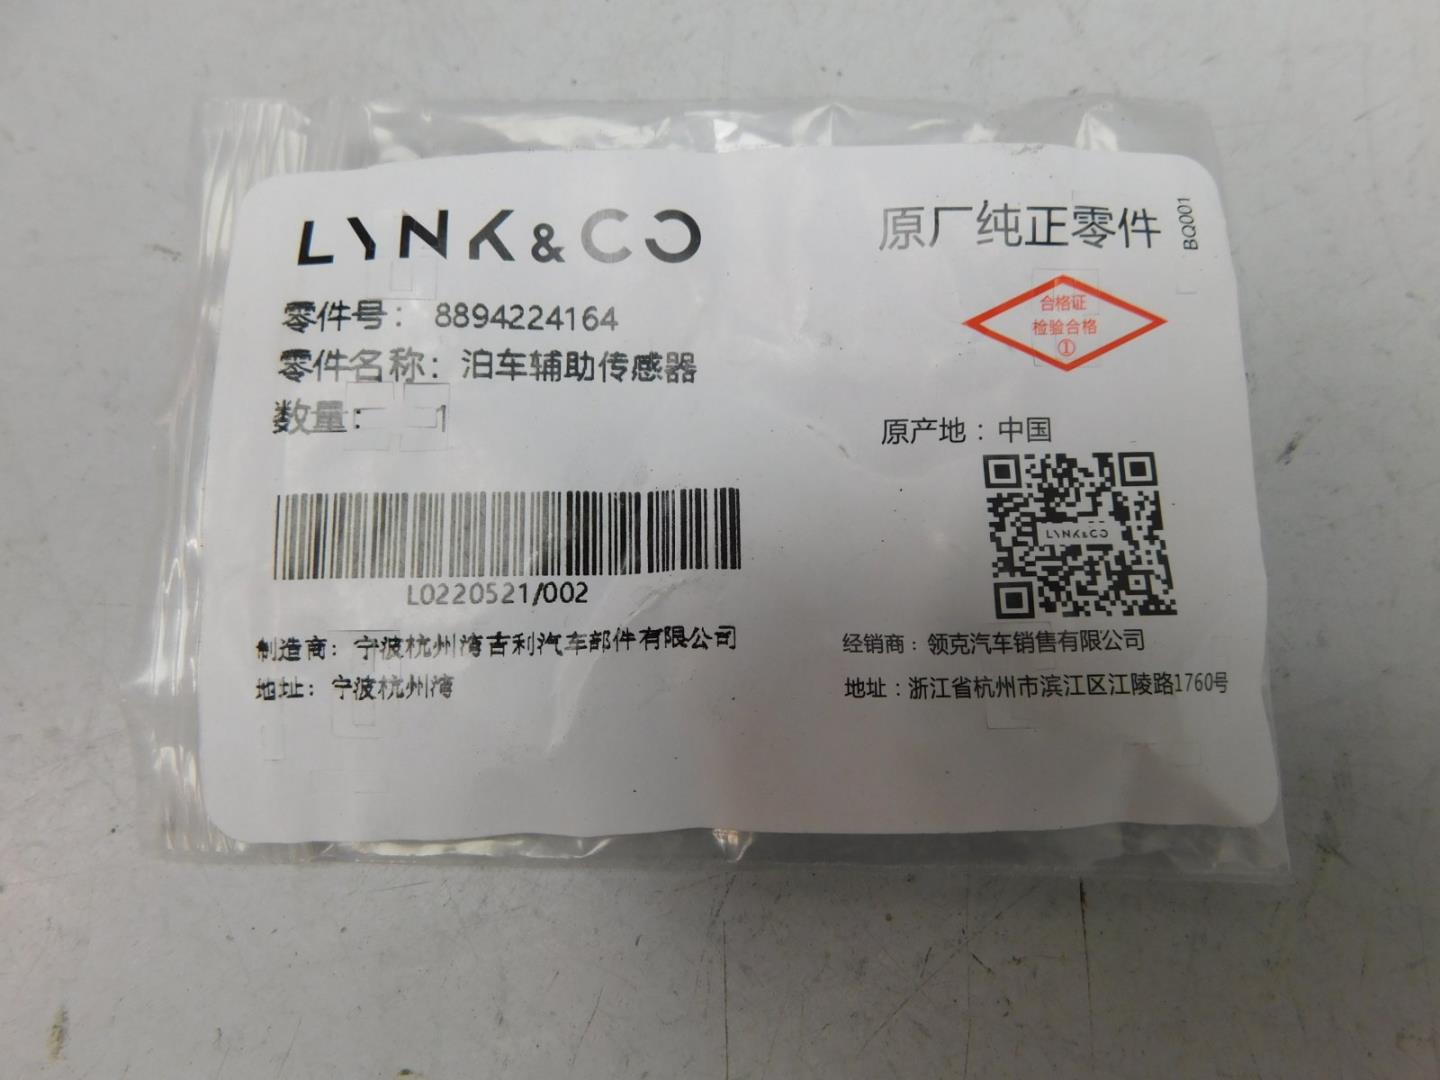 LYNK&CO
原厂纯正零件
BQ001
零件号：8894224164
零件名称：泊车辅助传感器
数量：1
合格证
检验合格
①
原产地：中国
LYNK&CO
L0220521/002
制造商：宁波杭州湾吉利汽车部件有限公司
地址：宁波杭州湾
经销商：领克汽车销售有限公司
地址：浙江省杭州市滨江区江陵路1760号